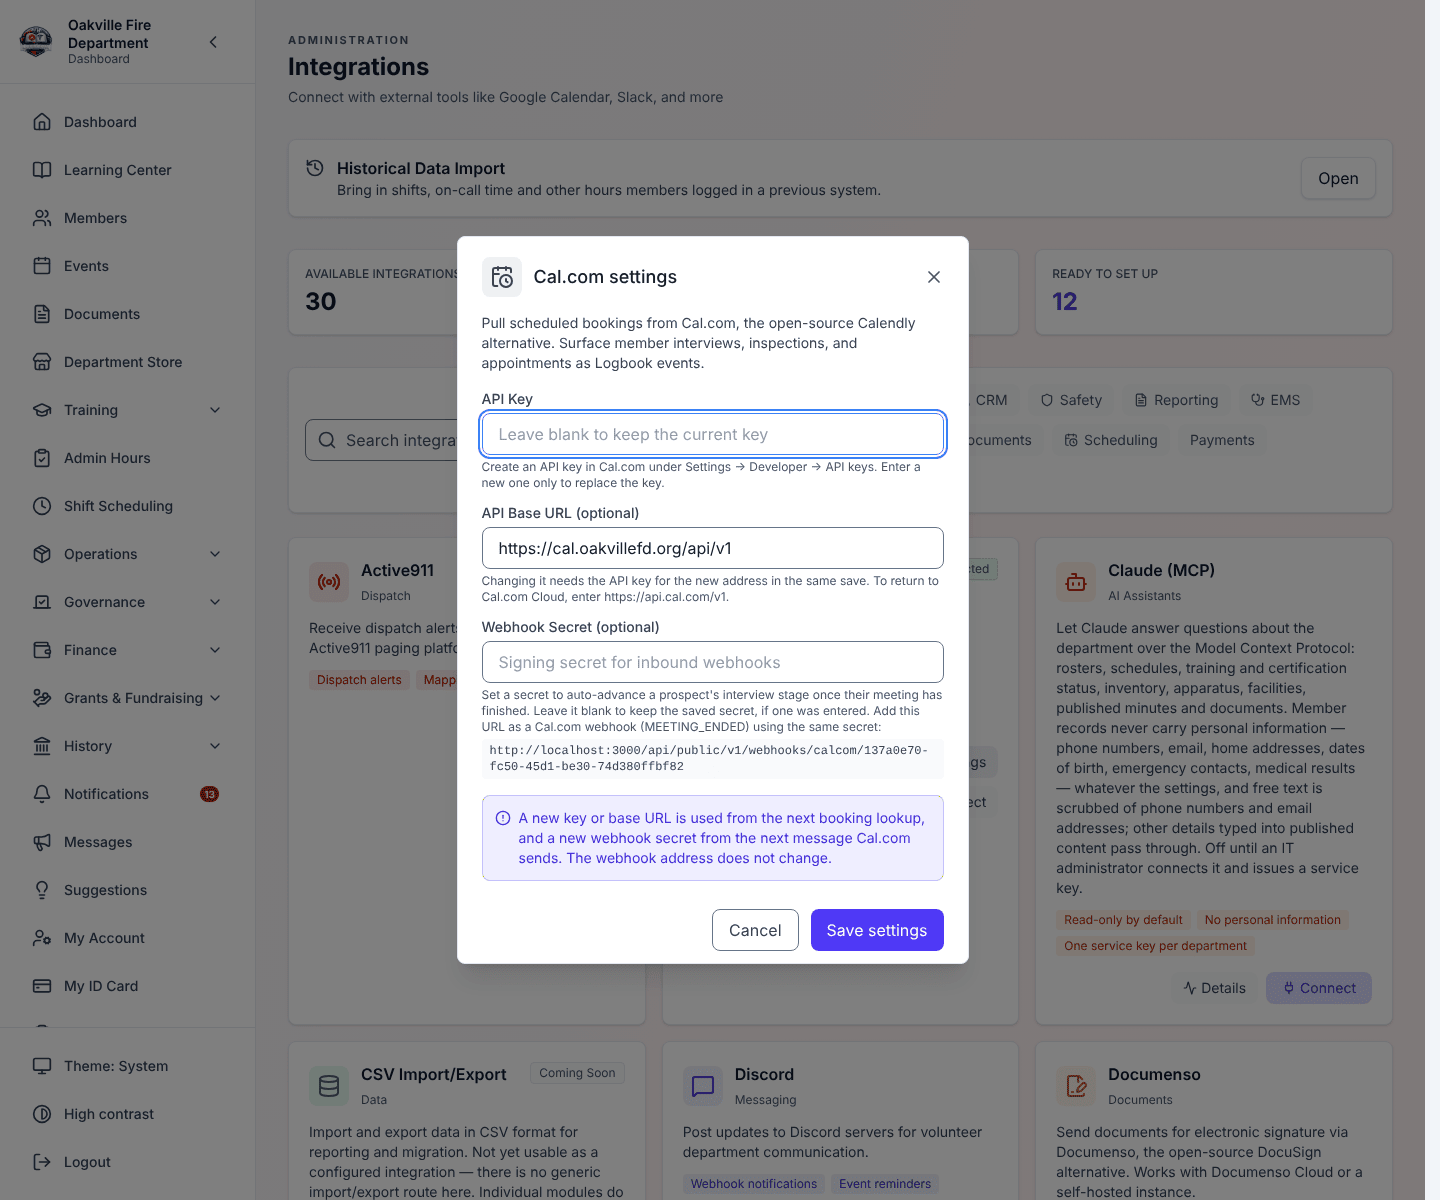 Oakville Fire
Department
Dashboard
Dashboard
Learning Center
Members
Events
Documents
Department Store
Training
Admin Hours
Shift Scheduling
Operations
Governance
Finance
Grants & Fundraising
History
Notifications
13
Messages
Suggestions
My Account
My ID Card
Theme: System
High contrast
Logout
ADMINISTRATION
Integrations
Connect with external tools like Google Calendar, Slack, and more
Historical Data Import
Bring in shifts, on-call time and other hours members logged in a previous system.
Open
AVAILABLE INTEGRATIONS
30
READY TO SET UP
12
Search integra
CRM
Safety
Reporting
EMS
ocuments
Scheduling
Payments
Active911
Dispatch
Receive dispatch alert
Active911 paging platfo
Dispatch alerts
Mapp
cted
gs
ect
Claude (MCP)
AI Assistants
Let Claude answer questions about the
department over the Model Context Protocol:
rosters, schedules, training and certification
status, inventory, apparatus, facilities,
published minutes and documents. Member
records never carry personal information —
phone numbers, email, home addresses, dates
of birth, emergency contacts, medical results
— whatever the settings, and free text is
scrubbed of phone numbers and email
addresses; other details typed into published
content pass through. Off until an IT
administrator connects it and issues a service
key.
Read-only by default
No personal information
One service key per department
Details
Connect
Cal.com settings
Pull scheduled bookings from Cal.com, the open-source Calendly
alternative. Surface member interviews, inspections, and
appointments as Logbook events.
API Key
Leave blank to keep the current key
Create an API key in Cal.com under Settings → Developer → API keys. Enter a
new one only to replace the key.
API Base URL (optional)
https://cal.oakvillefd.org/api/v1
Changing it needs the API key for the new address in the same save. To return to
Cal.com Cloud, enter https://api.cal.com/v1.
Webhook Secret (optional)
Signing secret for inbound webhooks
Set a secret to auto-advance a prospect's interview stage once their meeting has
finished. Leave it blank to keep the saved secret, if one was entered. Add this
URL as a Cal.com webhook (MEETING_ENDED) using the same secret:
http://localhost:3000/api/public/v1/webhooks/calcom/137a0e70-
fc50-45d1-be30-74d380ffbf82
A new key or base URL is used from the next booking lookup,
and a new webhook secret from the next message Cal.com
sends. The webhook address does not change.
Cancel
Save settings
CSV Import/Export
Coming Soon
Data
Import and export data in CSV format for
reporting and migration. Not yet usable as a
configured integration — there is no generic
import/export route here. Individual modules do
Discord
Messaging
Post updates to Discord servers for volunteer
department communication.
Webhook notifications
Event reminders
Documenso
Documents
Send documents for electronic signature via
Documenso, the open-source DocuSign
alternative. Works with Documenso Cloud or a
self-hosted instance.